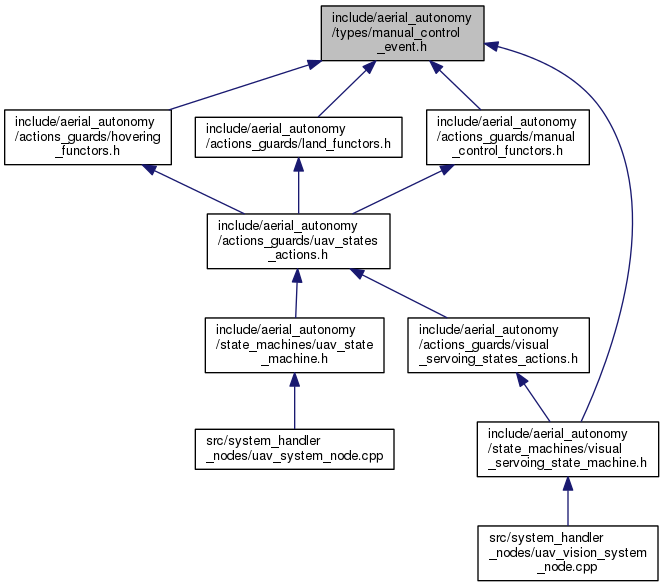 include/aerial_autonomy
/types/manual_control
_event.h
include/aerial_autonomy
/actions_guards/hovering
_functors.h
include/aerial_autonomy
/actions_guards/land_functors.h
include/aerial_autonomy
/actions_guards/manual
_control_functors.h
include/aerial_autonomy
/actions_guards/uav_states
_actions.h
include/aerial_autonomy
/state_machines/uav_state
_machine.h
include/aerial_autonomy
/actions_guards/visual
_servoing_states_actions.h
src/system_handler
_nodes/uav_system_node.cpp
include/aerial_autonomy
/state_machines/visual
_servoing_state_machine.h
src/system_handler
_nodes/uav_vision_system
_node.cpp